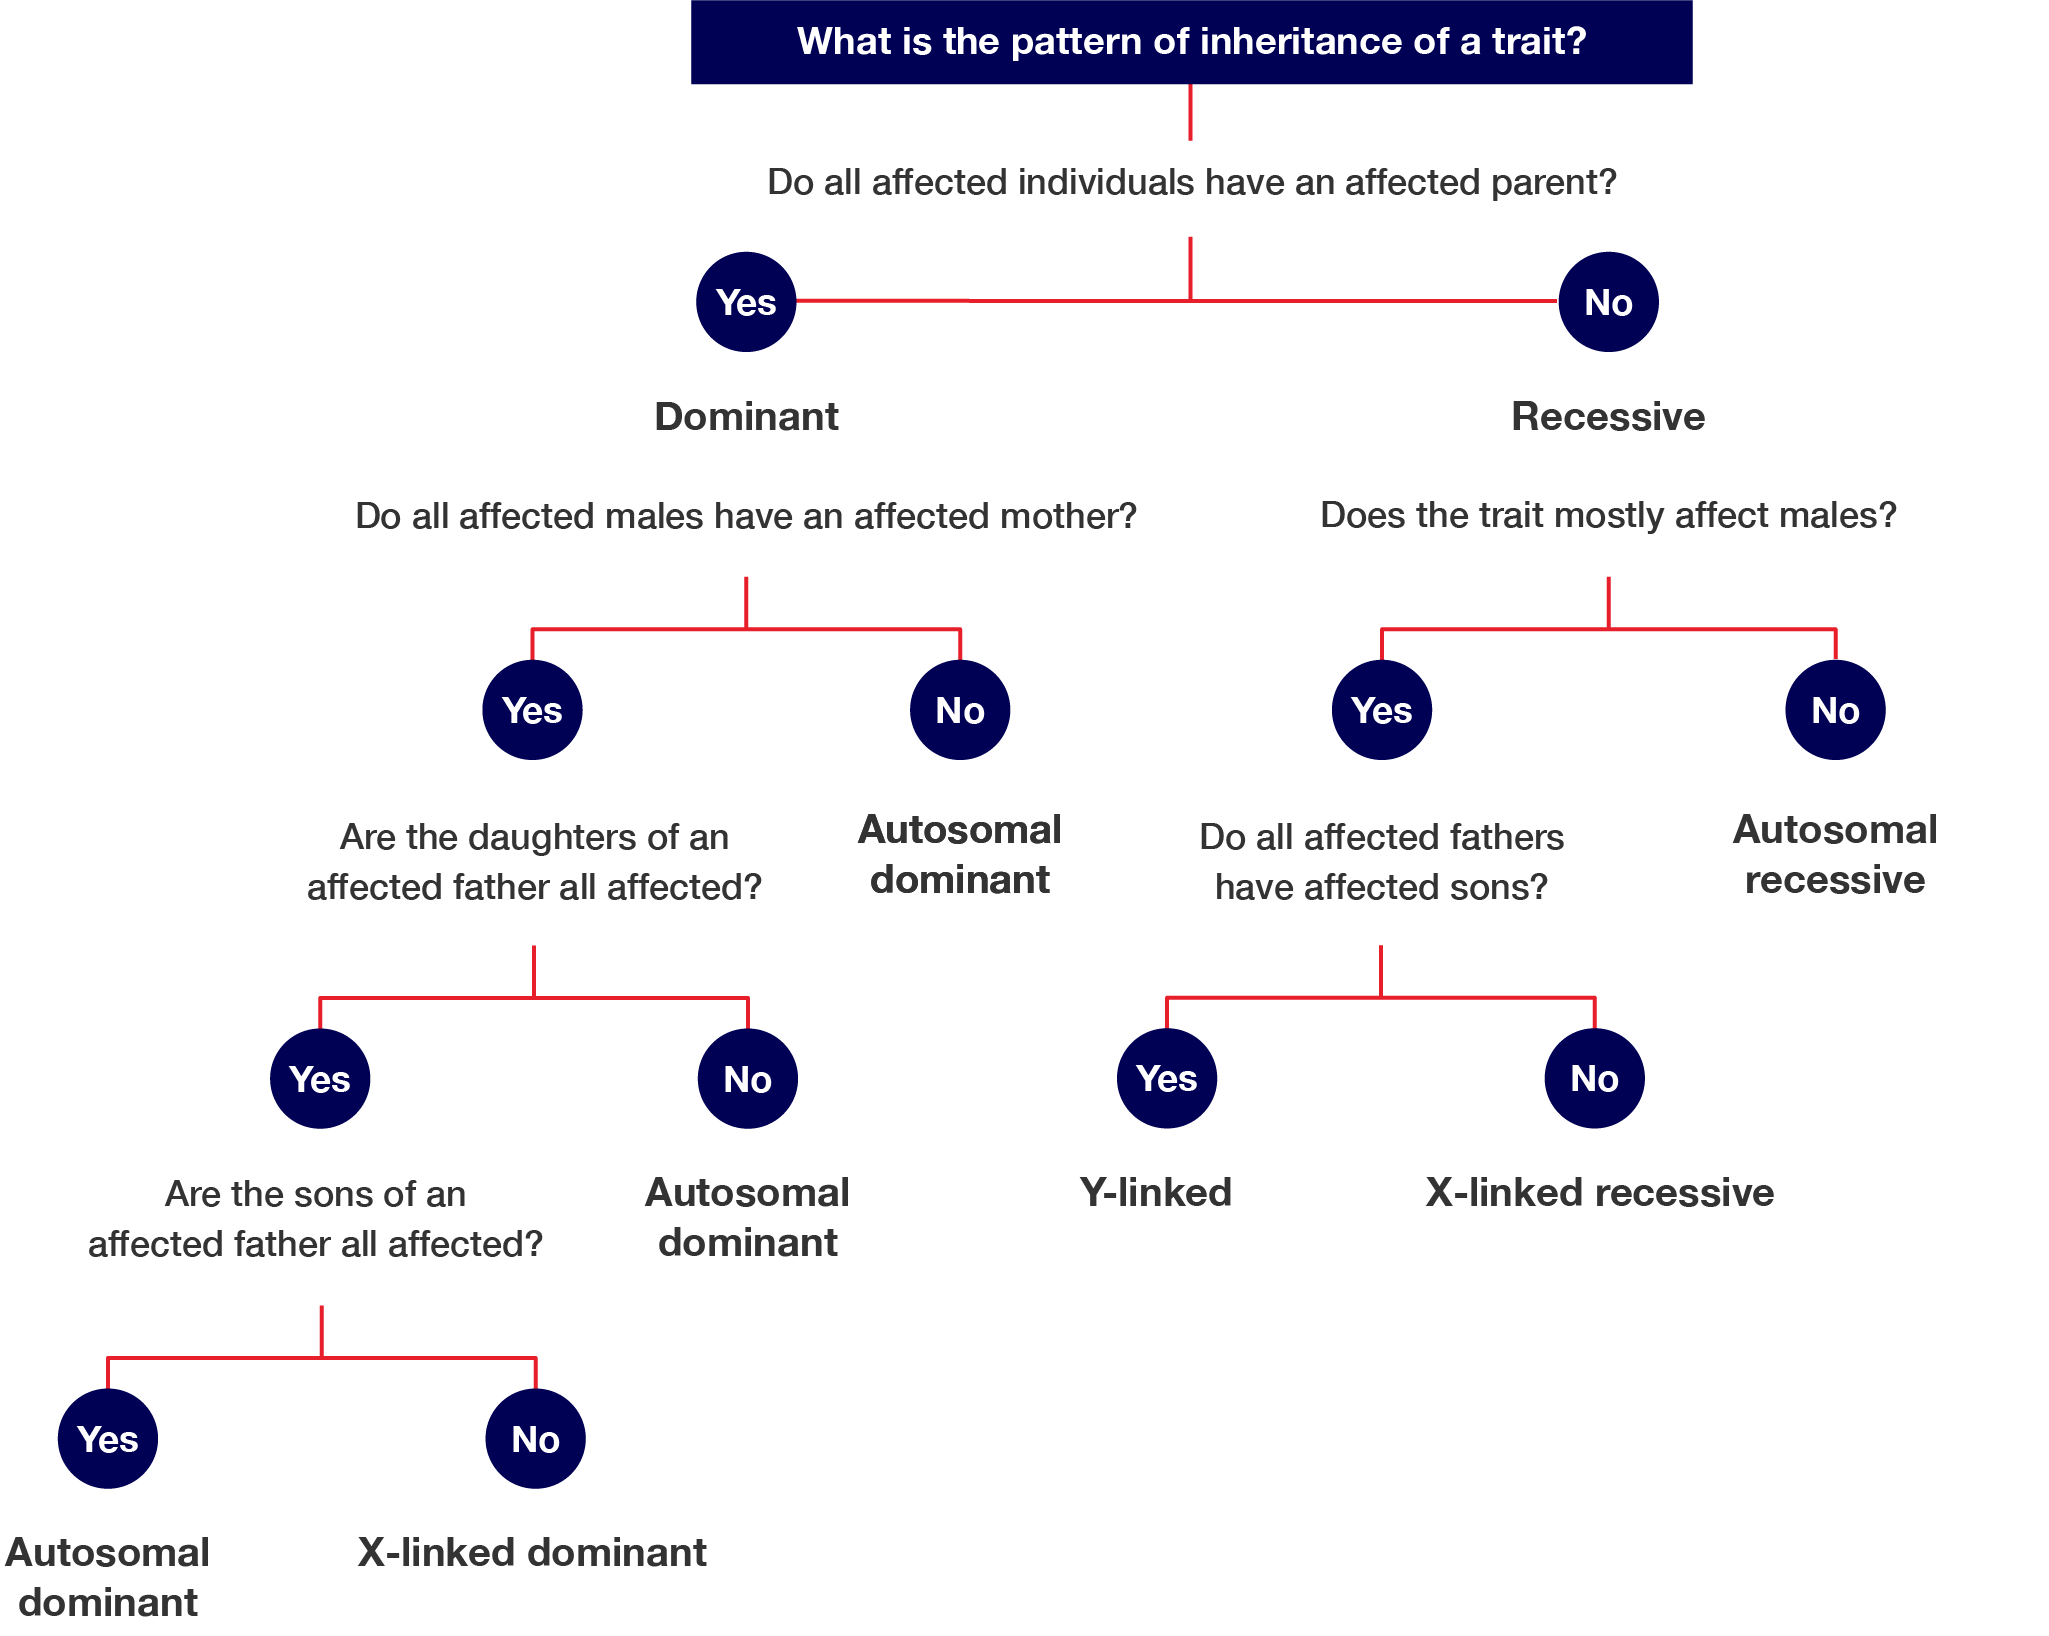 What is the pattern of inheritance of a trait?
Do all affected individuals have an affected parent?
Yes
No
Dominant
Recessive
Do all affected males have an affected mother?
Does the trait mostly affect males?
Yes
No
Yes
No
Are the daughters of an
affected father all affected?
Autosomal
dominant
Do all affected fathers
have affected sons?
Autosomal
recessive
Yes
No
Yes
No
Are the sons of an
affected father all affected?
Autosomal
dominant
Y-linked
X-linked recessive
Yes
No
Autosomal
dominant
X-linked dominant